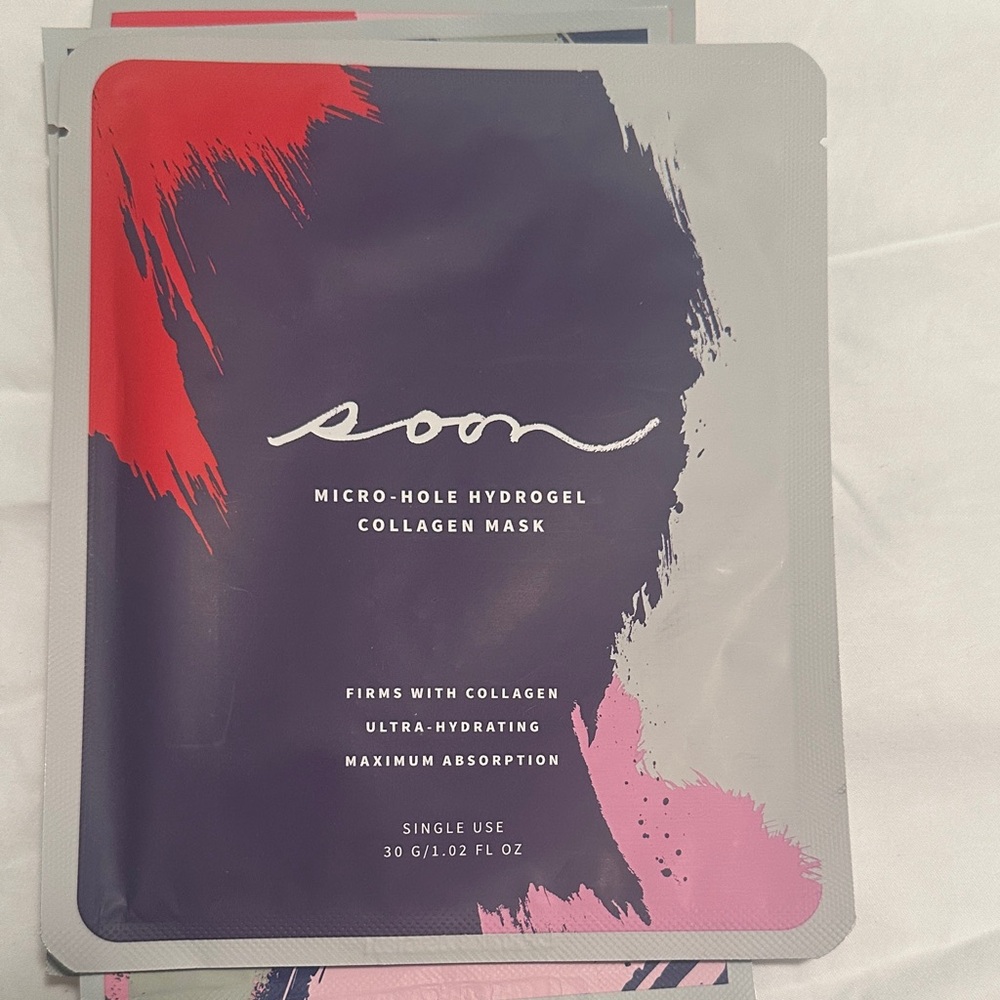 soon
MICRO-HOLE HYDROGEL
COLLAGEN MASK
FIRMS WITH COLLAGEN
ULTRA-HYDRATING
MAXIMUM ABSORPTION
SINGLE USE
30 G/1.02 FL OZ